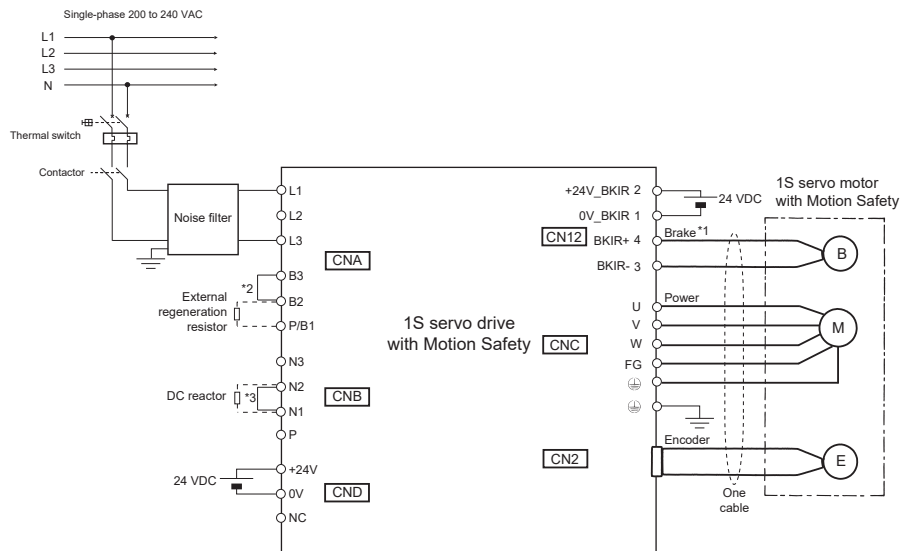 Single-phase 200 to 240 VAC
L1
L2
L3
N
Thermal switch
Contactor
Noise filter
L1
L2
L3
CNA
B3
*2
B2
External
regeneration
resistor
P/B1
N3
N2
DC reactor
*3
N1
CNB
P
+24V
24 VDC
0V
CND
NC
1S servo drive
with Motion Safety
+24V_BKIR 2
24 VDC
0V_BKIR 1
CN12
BKIR+ 4
Brake*1
BKIR- 3
1S servo motor
with Motion Safety
B
U
Power
V
CNC
W
FG
M
CN2
Encoder
E
One
cable